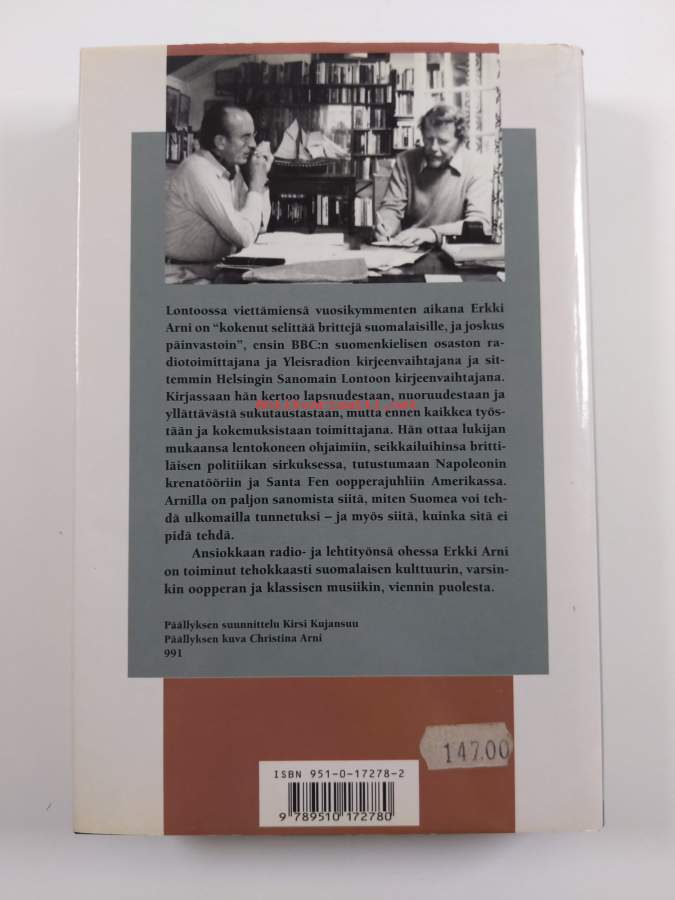 Lontoossa viettämiensä vuosikymmenten aikana Erkki
Arni on "kokenut selittää brittejä suomalaisille, ja joskus
päinvastoin", ensin BBC:n suomenkielisen osaston ra-
diotoimittajana ja Yleisradion kirjeenvaihtajana ja sit-
temmin Helsingin Sanomain Lontoon kirjeenvaihtajana.
Kirjassaan hän kertoo lapsuudestaan, nuoruudestaan ja
yllättävästä sukutaustastaan, mutta ennen kaikkea työs-
tään ja kokemuksistaan toimittajana. Hän ottaa lukijan
mukaansa lentokoneen ohjaimiin, seikkailuihinsa britti-
läisen politiikan sirkuksessa, tutustumaan Napoleonin
krenatööriin ja Santa Fen oopperajuhliin Amerikassa.
Arnilla on paljon sanomista siitä, miten Suomea voi teh-
dä ulkomailla tunnetuksi – ja myös siitä, kuinka sitä ei
pidä tehdä.
Ansiokkaan radio- ja lehtityönsä ohessa Erkki Arni
on toiminut tehokkaasti suomalaisen kulttuurin, varsin-
kin oopperan ja klassisen musiikin, viennin puolesta.
Päällyksen suunnittelu Kirsi Kujansuu
Päällyksen kuva Christina Arni
991
147.00
ISBN 951-0-17278-2
9 789510 172780